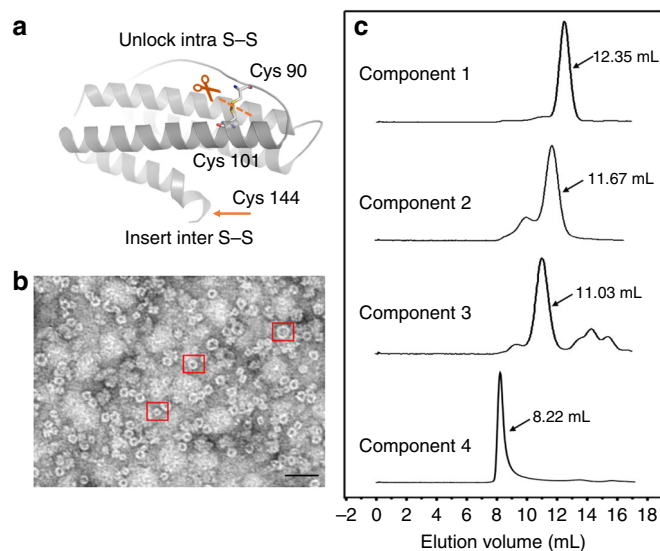 a
Unlock intra S–S
Cys 90
Cys 101
Cys 144
Insert inter S–S
b
c
Component 1
12.35 mL
Component 2
11.67 mL
Component 3
11.03 mL
Component 4
8.22 mL
–2 0 2 4 6 8 10 12 14 16 18
Elution volume (mL)